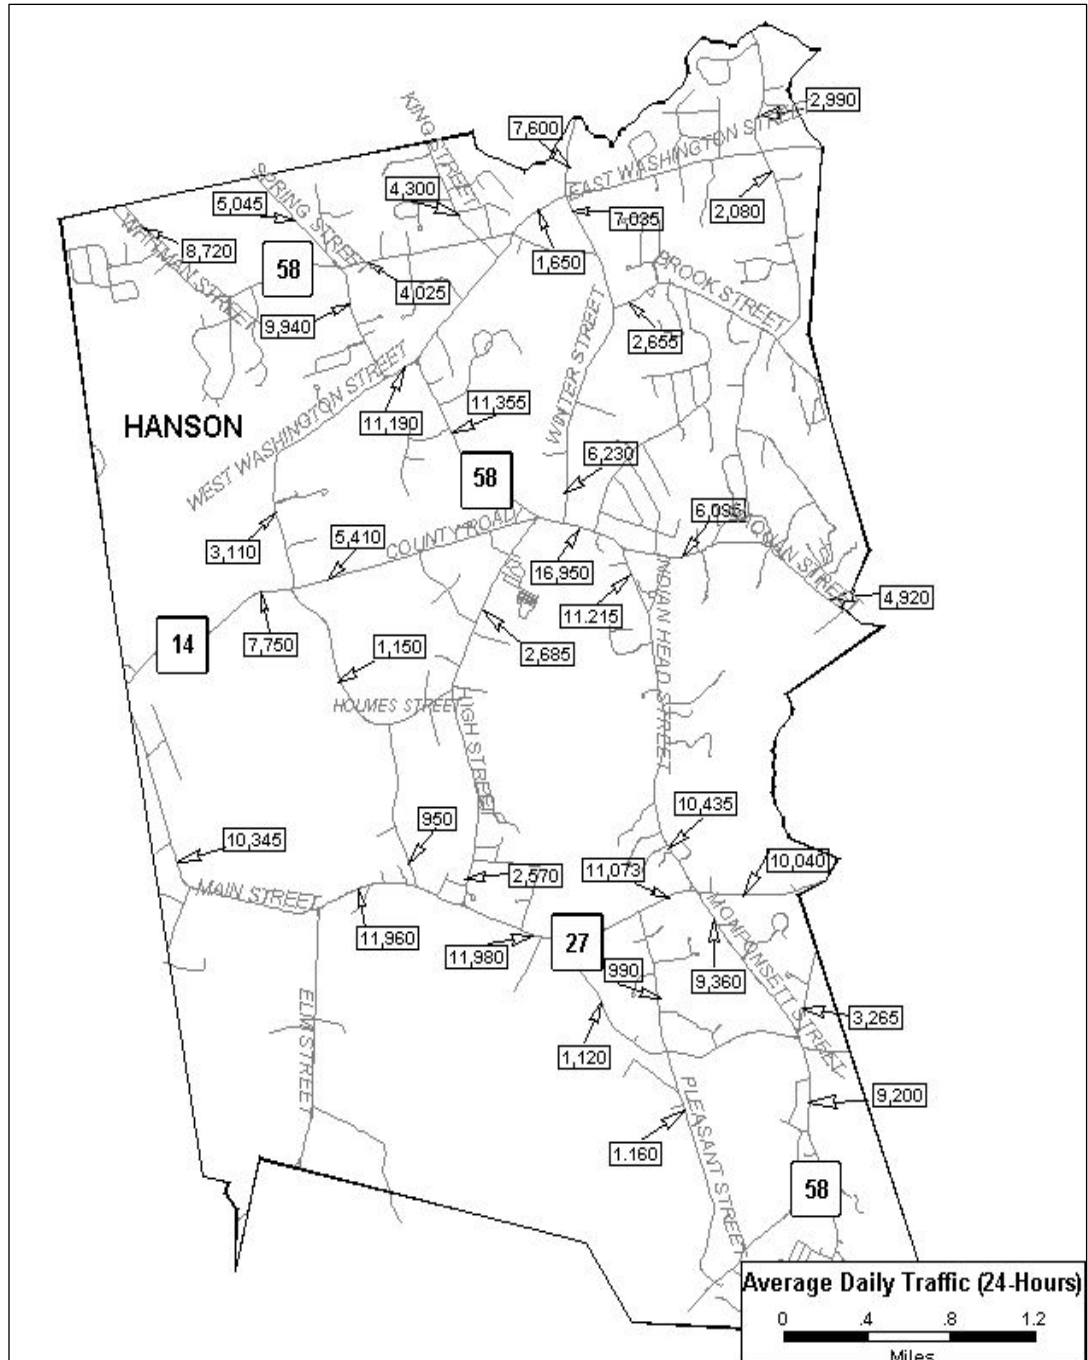 2,990
KING STREET
7,600
EAST WASHINGTON STREE
SPRING STREET
4,300
5,045
2,080
7,095
WITMAN STREET
8,720
58
1,650
BROOK STREET
4,025
9,940
2,655
WINTER STREET
WEST WASHINGTON STREET
11,355
HANSON
11,190
6,230
58
6,095
COUNTY ROAD
5,410
3,110
16,950
4,920
11.215
INDIAN HEAD STREET
14
7,750
1,150
2,685
HOLMES STREET
HIGH STREET
10,435
950
10,345
11,073
10,040
2,570
MAIN STREET
MONPONSETT STREET
11,960
27
11,980
990
9,360
ELM STREET
3,265
1,120
9,200
PLEASANT STREET
1.160
58
Average Daily Traffic (24-Hours)
0 .4 .8 1.2
Miles